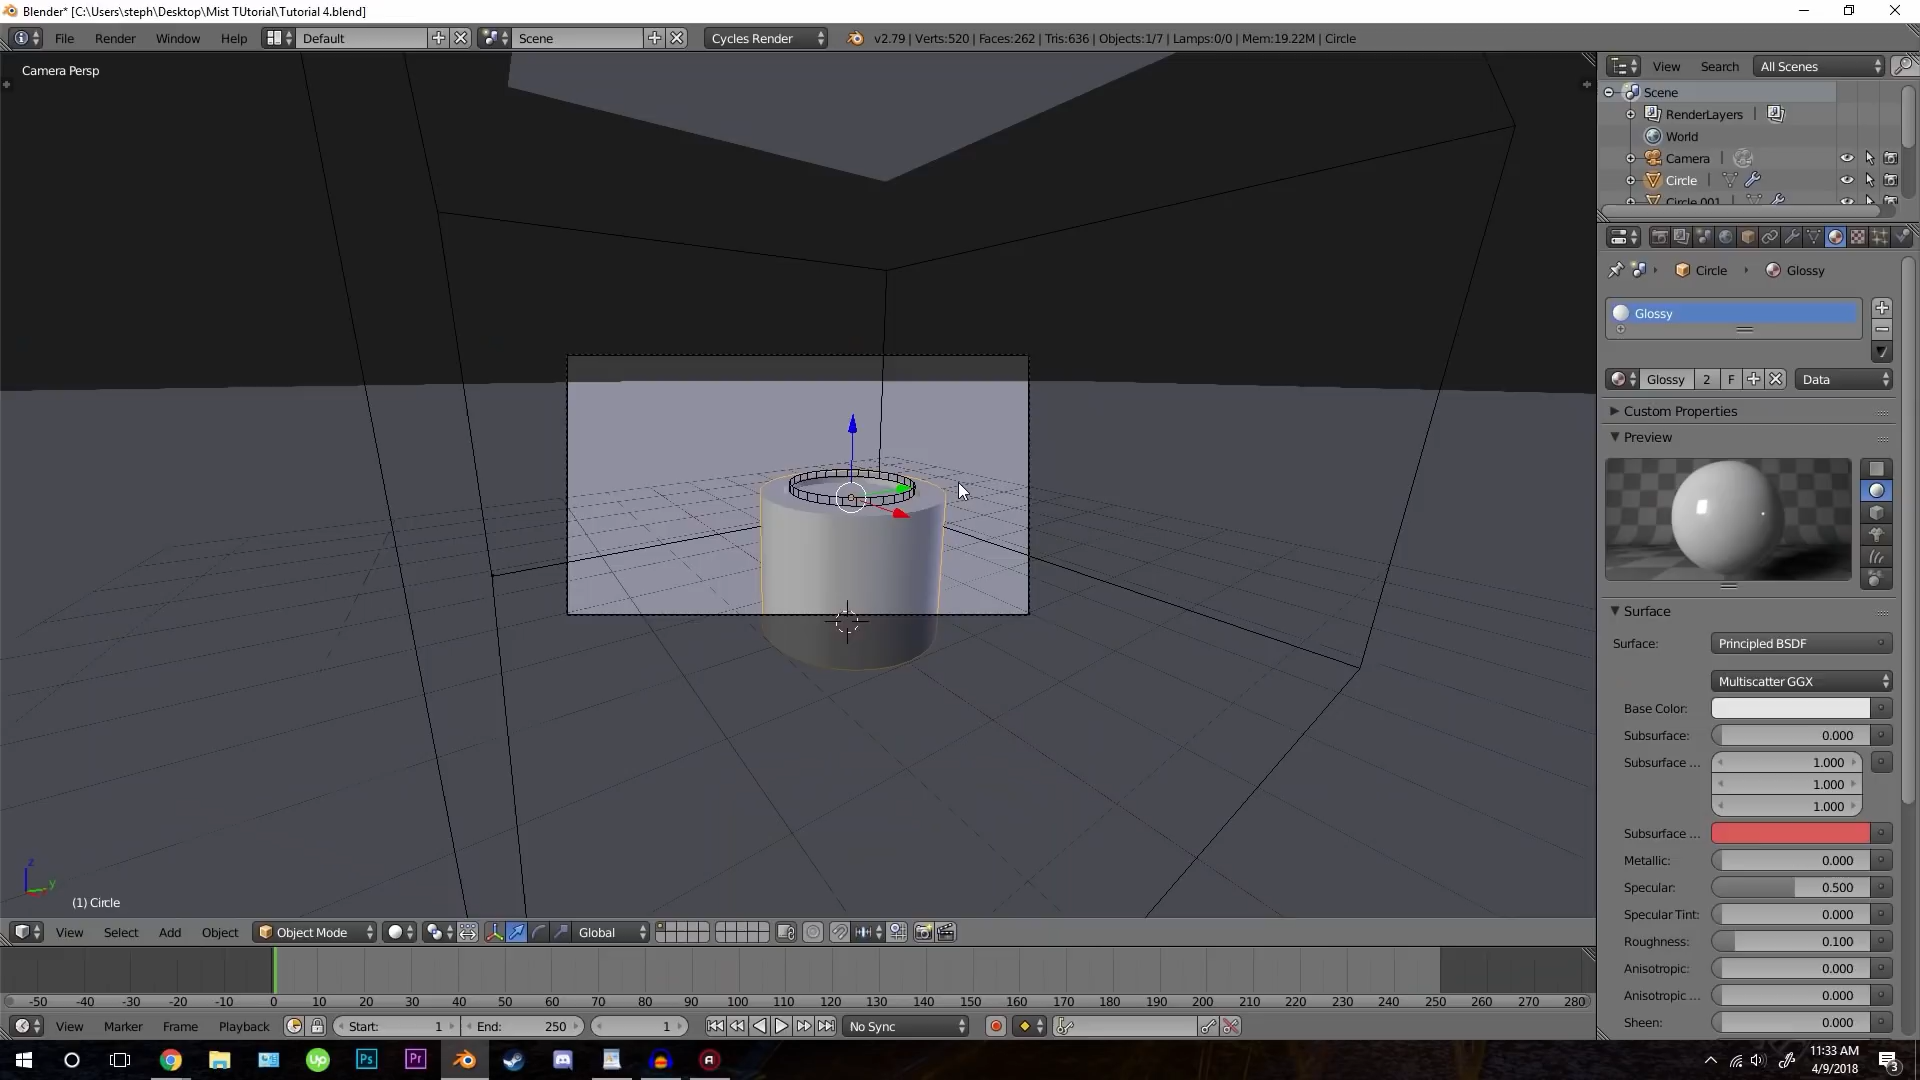 Blender* [C:\Users\steph\Desktop\Mist TUtorial\Tutorial 4.blend]
File Render Window Help Default Scene Cycles Render v2.79 | Verts:520 | Faces:262 | Tris:636 | Objects:1/7 | Lamps:0/0 | Mem:19.22M | Circle
Camera Persp
View Search All Scenes
Scene
RenderLayers
World
Camera
Circle
Circle.001
Circle Glossy
Glossy
Glossy 2 F Data
Custom Properties
Preview
Surface
Surface: Principled BSDF
Multiscatter GGX
Base Color:
Subsurface: 0.000
Subsurface ... 1.000
1.000
1.000
Subsurface ...
Metallic: 0.000
Specular: 0.500
Specular Tint: 0.000
Roughness: 0.100
Anisotropic: 0.000
Anisotropic ... 0.000
Sheen: 0.000
z
y
(1) Circle
View Select Add Object Object Mode Global
-50 -40 -30 -20 -10 0 10 20 30 40 50 60 70 80 90 100 110 120 130 140 150 160 170 180 190 200 210 220 230 240 250 260 270 280
View Marker Frame Playback Start: 1 End: 250 1 No Sync
Up Ps Pr
11:33 AM
4/9/2018
3